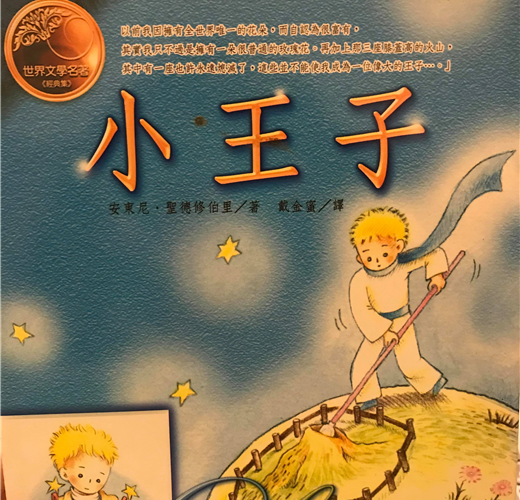 以前我因擁有全世界唯一的花朵，而自認為很富有，
其實我只不過是擁有一朵很普通的玫瑰花。再加上那三座膝蓋高的火山，
其中有一座也許永遠熄滅了，這些並不能使我成為一位偉大的王子…。」
世界文學名著
《經典集》
小王子
安東尼・聖德修伯里／著 戴金蜜／譯